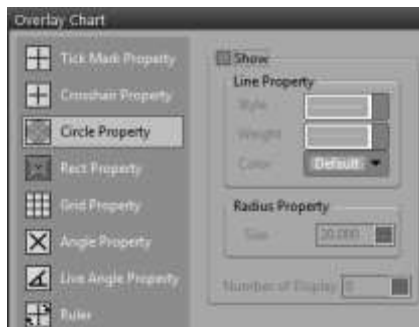 Overlay Chart
Tick Mark Property
Crosshair Property
Circle Property
Rect Property
Grid Property
Angle Property
Live Angle Property
Ruler
Show
Line Property
Style
Weight
Color Default
Radius Property
Size 20.000
Number of Display 0